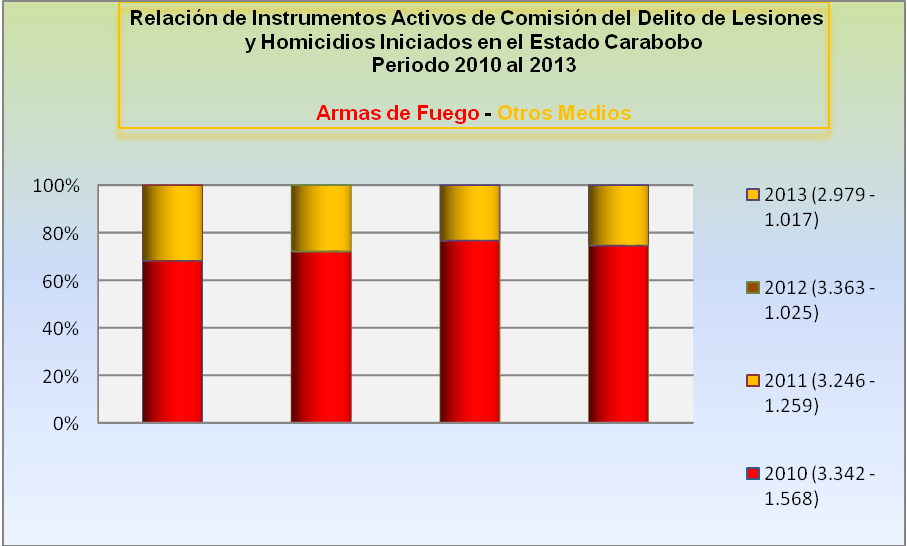 Relación de Instrumentos Activos de Comisión del Delito de Lesiones
y Homicidios Iniciados en el Estado Carabobo
Periodo 2010 al 2013
Armas de Fuego - Otros Medios
100%
80%
60%
40%
20%
0%
2013 (2.979 -
1.017)
2012 (3.363 -
1.025)
2011 (3.246 -
1.259)
2010 (3.342 -
1.568)